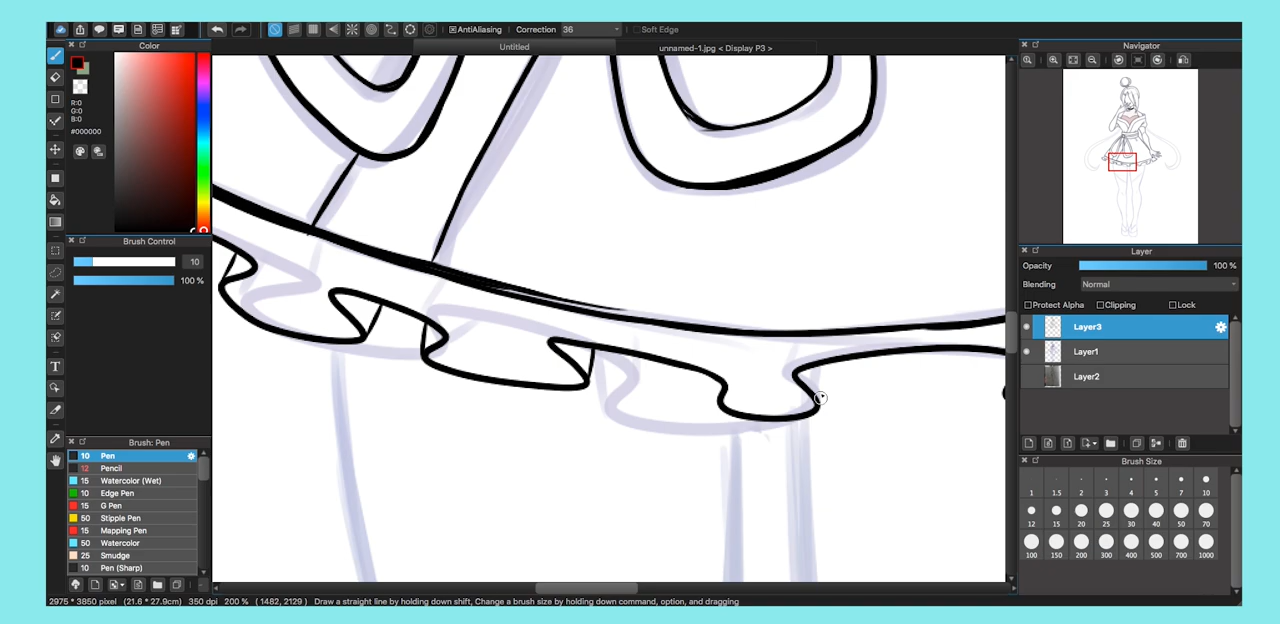 AntiAliasing Correction 36 Soft Edge
Color
Untitled
unnamed-1.jpg < Display P3 >
Navigator
R:0
G:0
B:0
#000000
Brush Control
10
100 %
Layer
Opacity 100 %
Blending Normal
Protect Alpha Clipping Lock
Layer3
Layer1
Layer2
T
Brush: Pen
10 Pen
12 Pencil
15 Watercolor (Wet)
10 Edge Pen
15 G Pen
50 Stipple Pen
15 Mapping Pen
50 Watercolor
25 Smudge
10 Pen (Sharp)
Brush Size
1 1.5 2 3 4 5 7 10
12 15 20 25 30 40 50 70
100 150 200 300 400 500 700 1000
2975 * 3850 pixel (21.6 * 27.9cm) 350 dpi 200 % ( 1482, 2129 ) Draw a straight line by holding down shift, Change a brush size by holding down command, option, and dragging